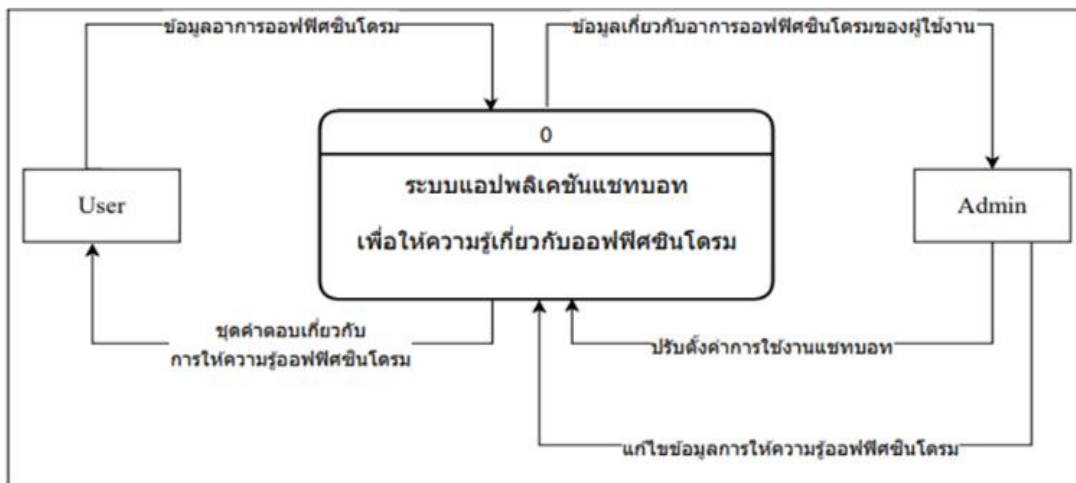 ข้อมูลอาการออฟฟิศซินโดรม
ข้อมูลเกี่ยวกับอาการออฟฟิศซินโดรมของผู้ใช้งาน
0
ระบบแอปพลิเคชันแชทบอท
เพื่อให้ความรู้เกี่ยวกับออฟฟิศซินโดรม
User
Admin
ชุดคำตอบเกี่ยวกับ
การให้ความรู้ออฟฟิศซินโดรม
ปรับตั้งค่าการใช้งานแชทบอท
แก้ไขข้อมูลการให้ความรู้ออฟฟิศซินโดรม